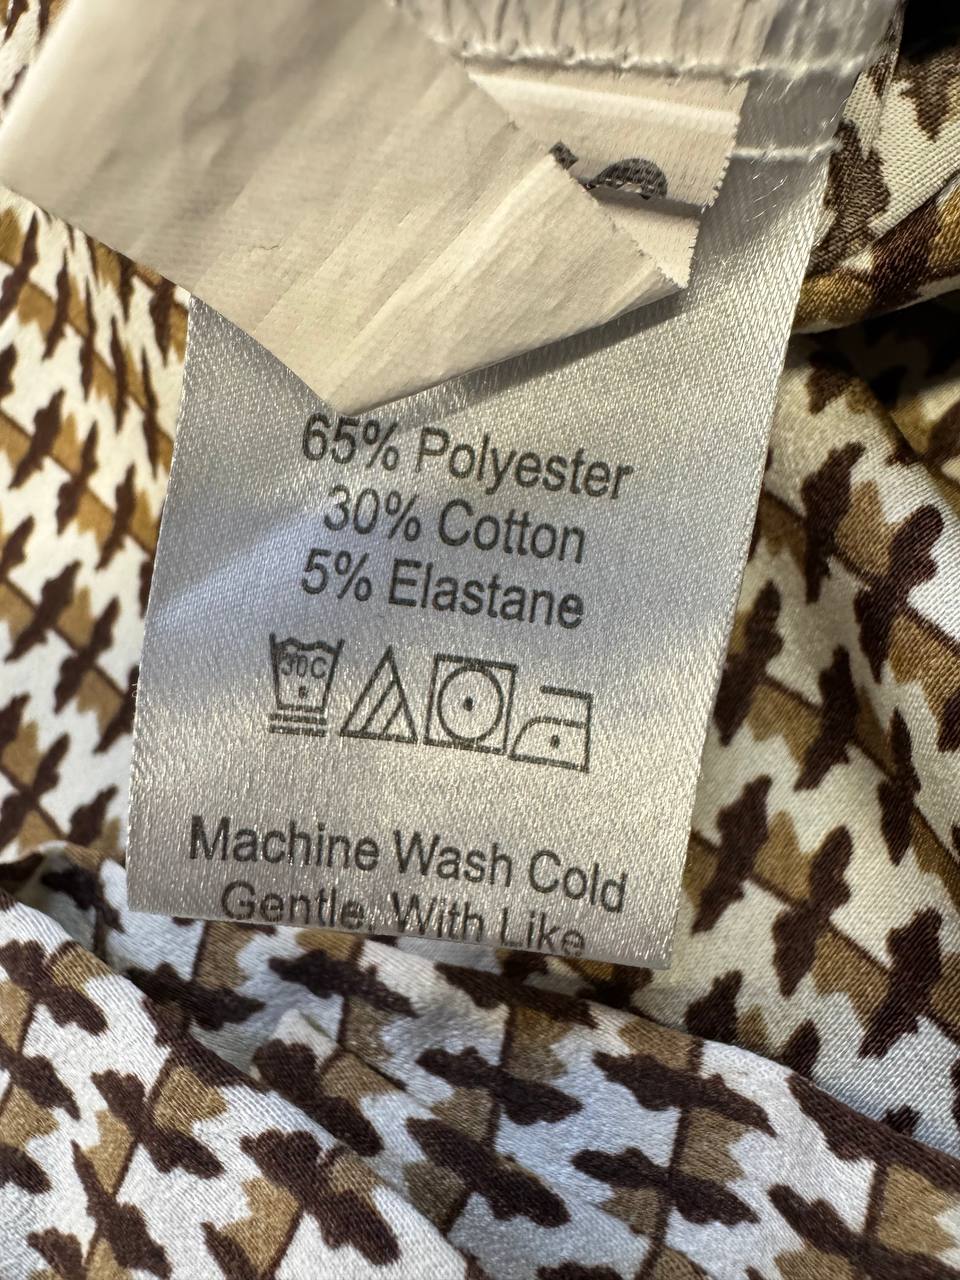 65% Polyester
30% Cotton
5% Elastane
30C
Machine Wash Cold
Gentle, With Like